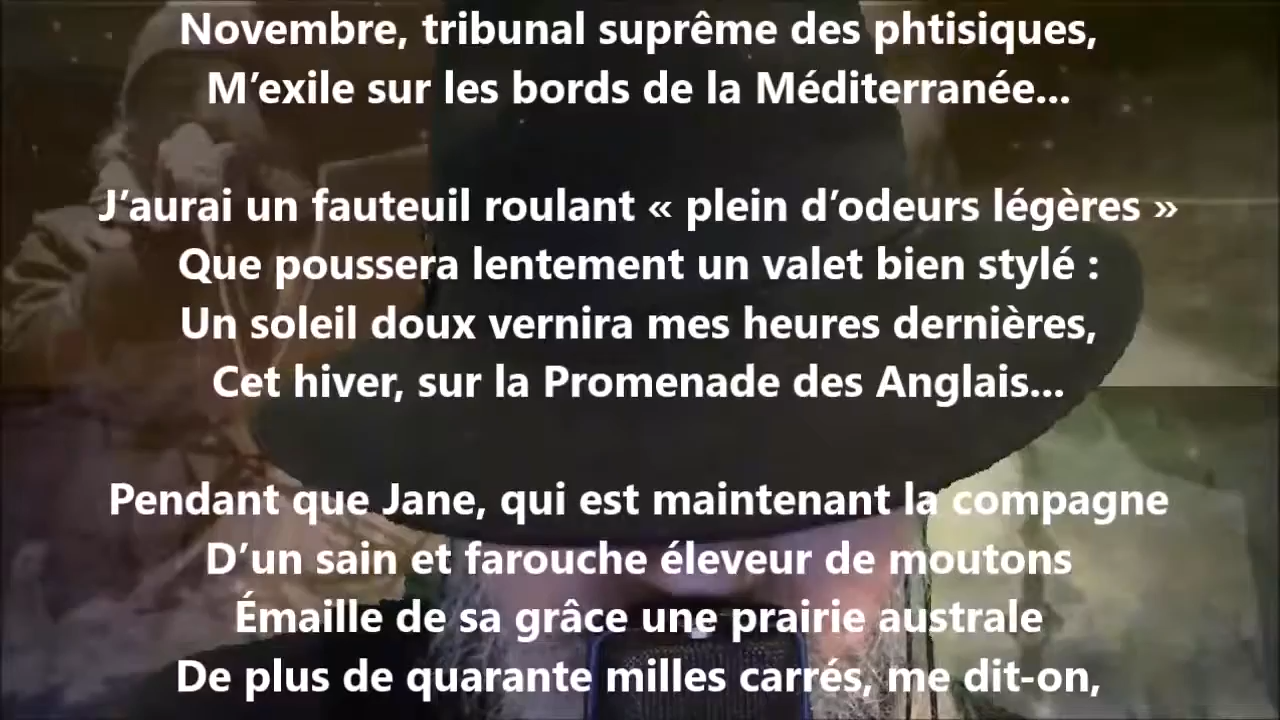 Novembre, tribunal suprême des phtisiques,
M’exile sur les bords de la Méditerranée...
J’aurai un fauteuil roulant « plein d’odeurs légères »
Que poussera lentement un valet bien stylé :
Un soleil doux vernira mes heures dernières,
Cet hiver, sur la Promenade des Anglais...
Pendant que Jane, qui est maintenant la compagne
D’un sain et farouche éleveur de moutons
Émaille de sa grâce une prairie australe
De plus de quarante milles carrés, me dit-on,